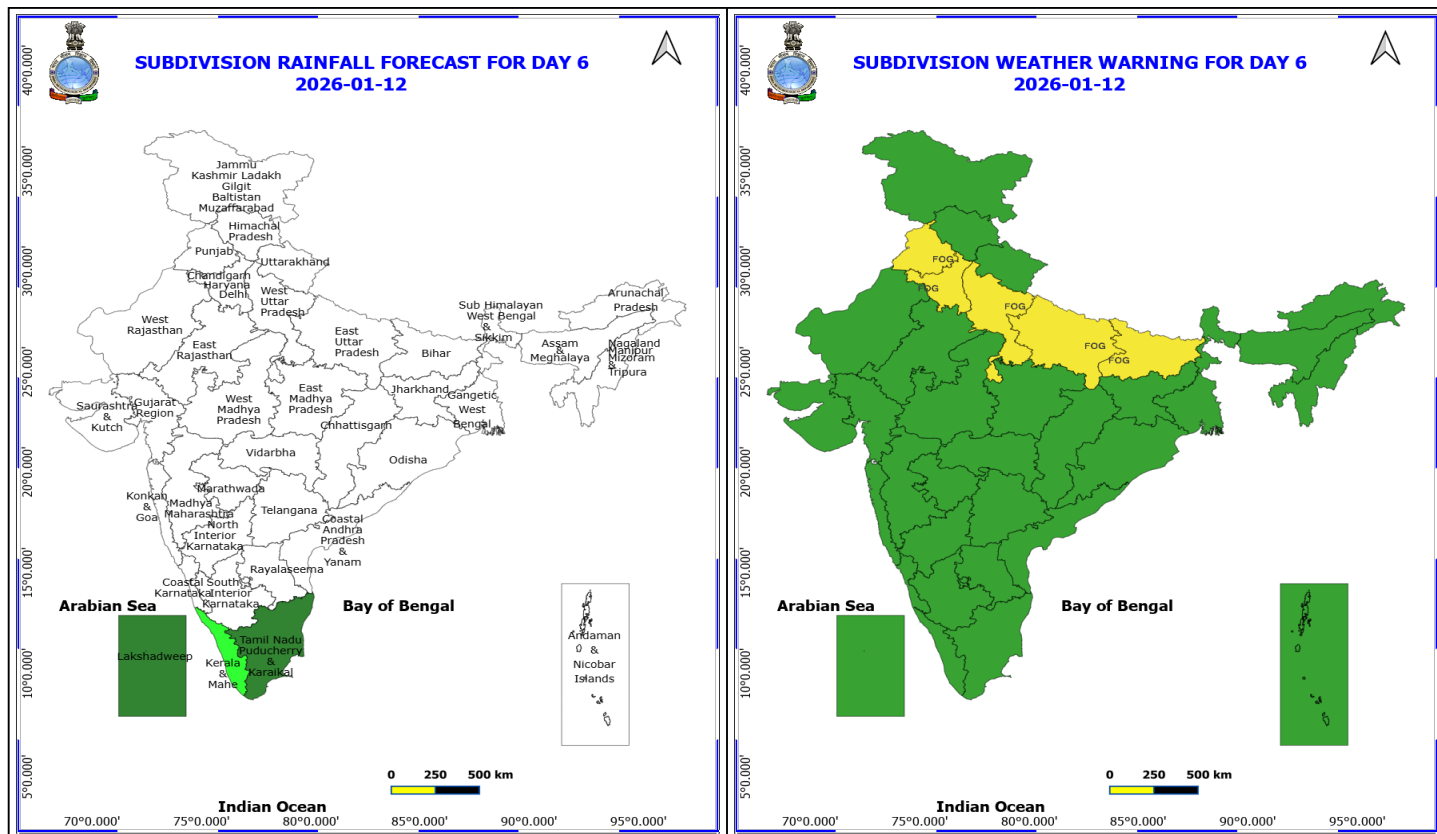 SUBDIVISION RAINFALL FORECAST FOR DAY 6
2026-01-12
40°0.000'
35°0.000'
30°0.000'
25°0.000'
20°0.000'
15°0.000'
10°0.000'
5°0.000'
Jammu
Kashmir Ladakh
Gilgit
Baltistan
Muzaffarabad
Himachal
Pradesh
Punjab
Uttarakhand
Chandigarh
Haryana
Delhi
West
Uttar
Pradesh
Arunachal
Pradesh
West
Rajasthan
Sub Himalayan
West Bengal
&
Sikkim
East
Rajasthan
East
Uttar
Pradesh
Bihar
Assam
&
Meghalaya
Nagaland
Manipur
Mizoram
&
Tripura
Saurashtra
&
Kutch
Gujarat
Region
West
Madhya
Pradesh
East
Madhya
Pradesh
Jharkhand
Gangetic
West
Bengal
Chhattisgarh
Vidarbha
Odisha
Konkan
&
Goa
Marathwada
Madhya
Maharashtra
Telangana
North
Interior
Karnataka
Coastal
Andhra
Pradesh
&
Yanam
Rayalaseema
Coastal
Karnataka
South
Interior
Karnataka
Arabian Sea
Bay of Bengal
Lakshadweep
Kerala
&
Mahe
Tamil Nadu
Puducherry
&
Karaikal
Andaman
&
Nicobar
Islands
0 250 500 km
Indian Ocean
70°0.000' 75°0.000' 80°0.000' 85°0.000' 90°0.000' 95°0.000'
SUBDIVISION WEATHER WARNING FOR DAY 6
2026-01-12
40°0.000'
35°0.000'
30°0.000'
25°0.000'
20°0.000'
15°0.000'
10°0.000'
5°0.000'
FOG
FOG
FOG
FOG
FOG
Arabian Sea
Bay of Bengal
0 250 500 km
Indian Ocean
70°0.000' 75°0.000' 80°0.000' 85°0.000' 90°0.000' 95°0.000'